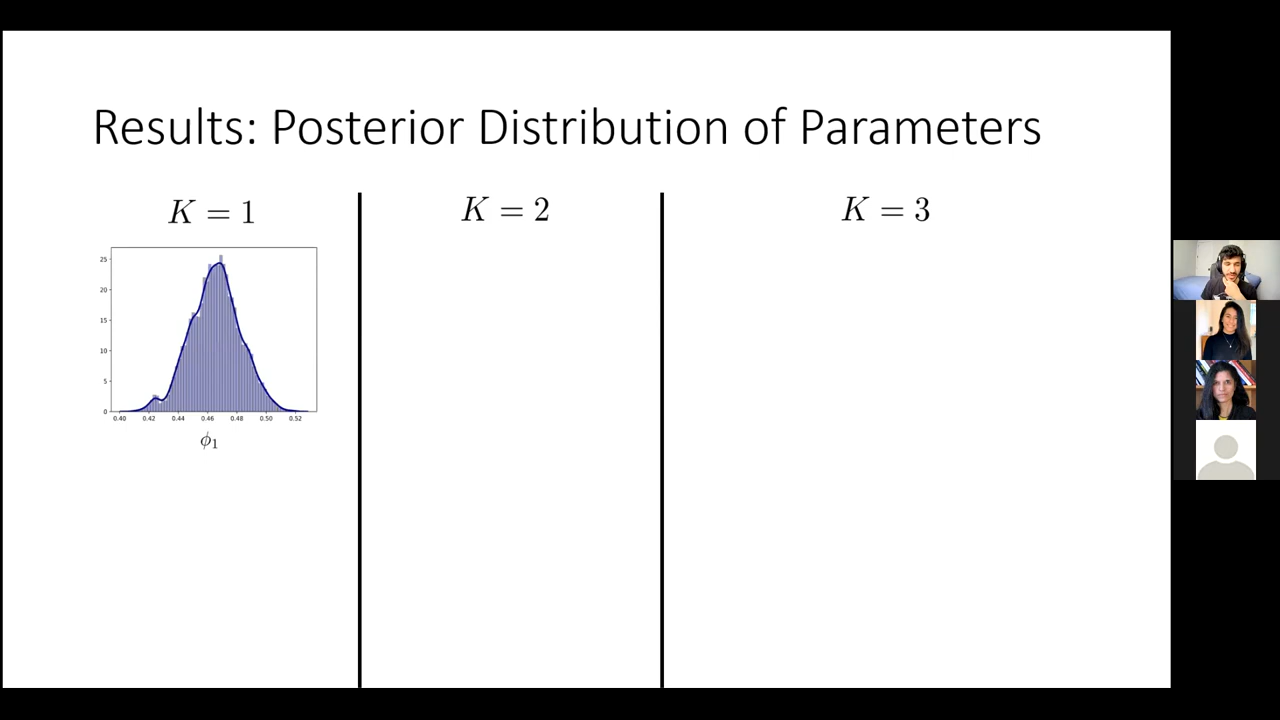 Results: Posterior Distribution of Parameters
K = 1
K = 2
K = 3
25
20
15
10
5
0
0.40 0.42 0.44 0.46 0.48 0.50 0.52
ϕ₁